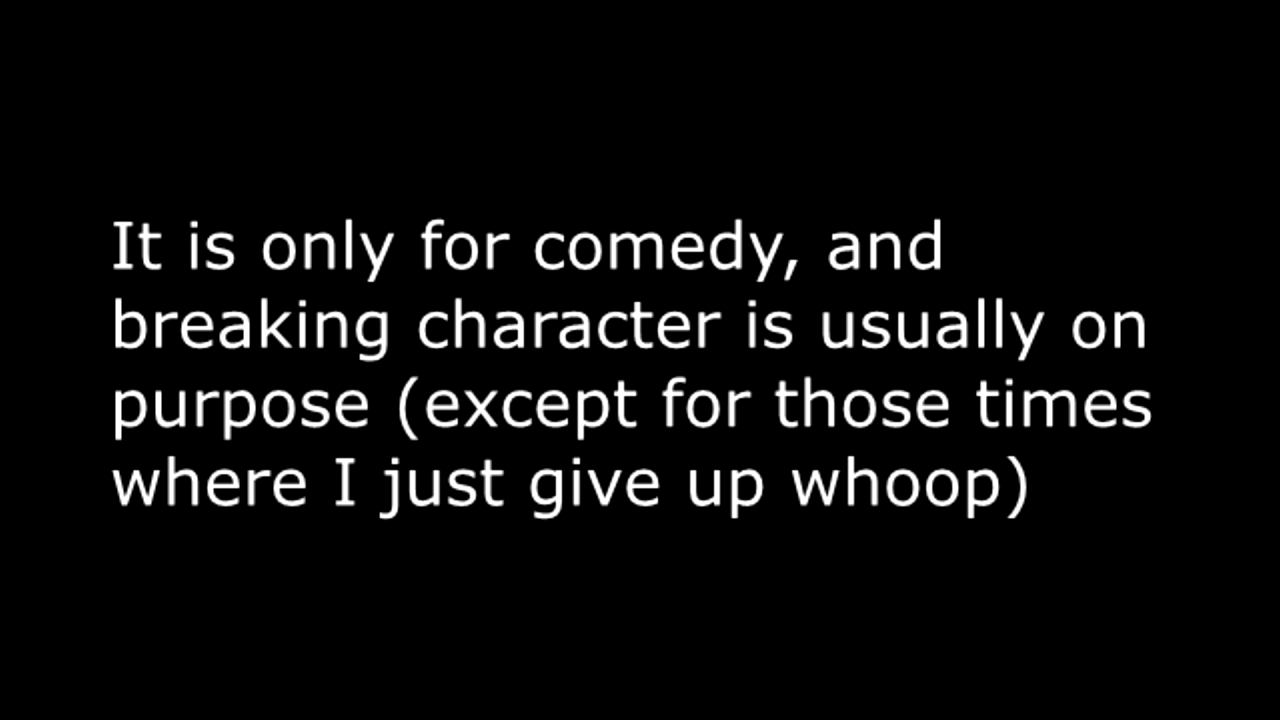 It is only for comedy, and
breaking character is usually on
purpose (except for those times
where I just give up whoop)